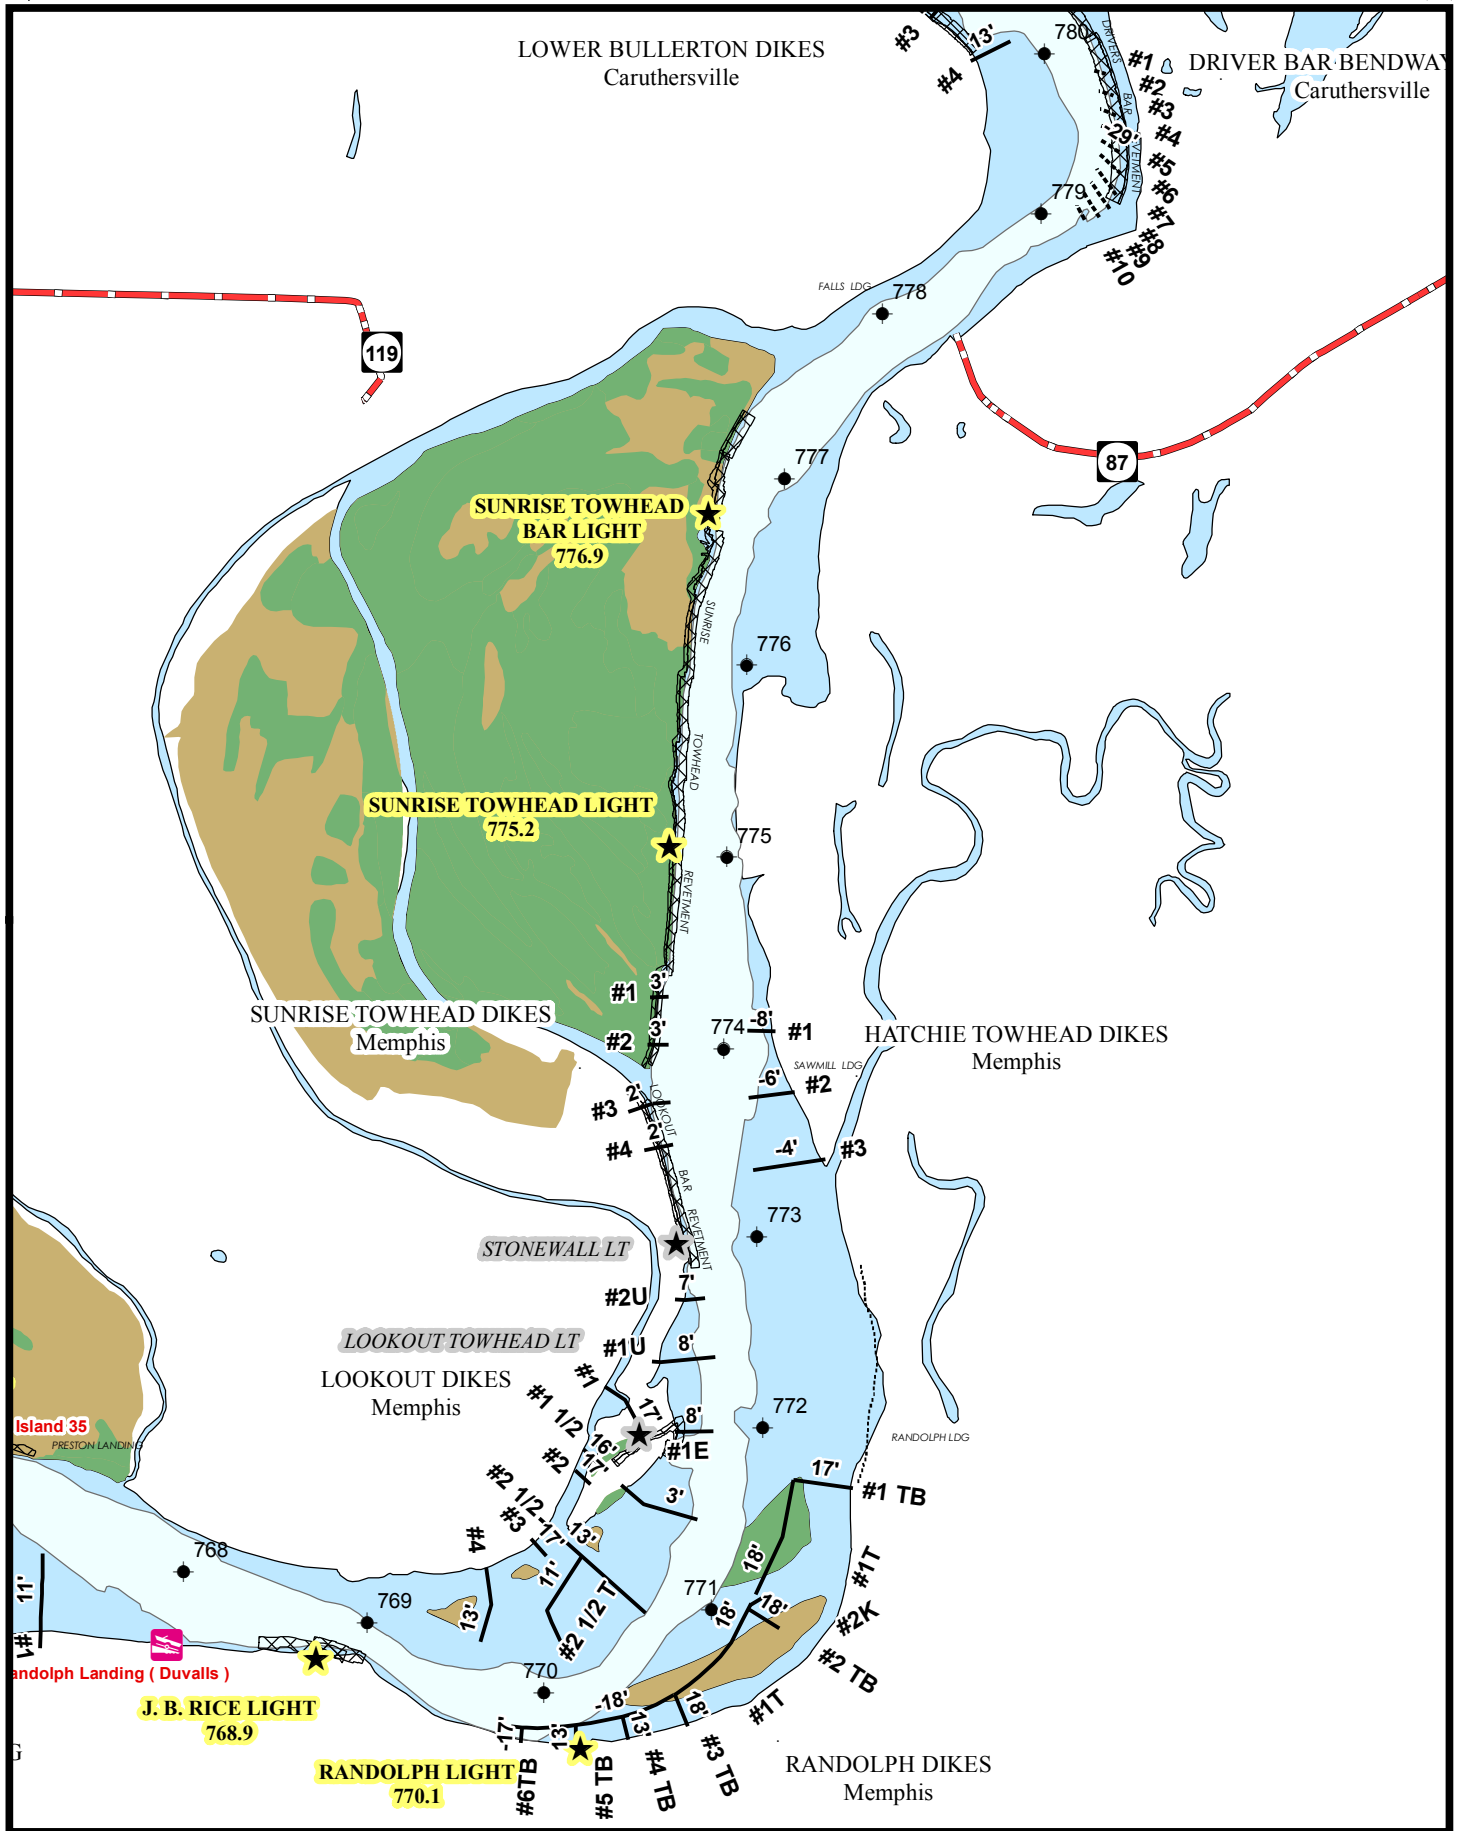 LOWER BULLERTON DIKES
Caruthersville
#3
13'
#4
780
DRIVERS
BAR
#1
#2
#3
#4
#5
#6
#7
#8
#9
#10
-29'
DRIVER BAR BENDWAY
Caruthersville
779
FALLS LDG
778
119
87
777
SUNRISE TOWHEAD
BAR LIGHT
776.9
SUNRISE
776
TOWHEAD
SUNRISE TOWHEAD LIGHT
775.2
775
REVETMENT
#1
3'
#2
3'
SUNRISE TOWHEAD DIKES
Memphis
774
-8'
#1
HATCHIE TOWHEAD DIKES
Memphis
SAWMILL LDG
-6'
#2
#3
2'
LOOKOUT
#4
2'
-4'
#3
BAR
REVETMENT
773
STONEWALL LT
#2U
7'
LOOKOUT TOWHEAD LT
#1U
8'
LOOKOUT DIKES
Memphis
#1
17'
8'
#1E
772
#1 1/2
16'
#2
17'
RANDOLPH LDG
Island 35
PRESTON LANDING
#2 1/2
3'
17'
#1 TB
#3
17'
13'
#4
11'
13'
#2 1/2 T
18'
#1T
18'
18'
#2K
#2 TB
771
768
11'
#4
769
770
-18'
#1T
andolph Landing ( Duvalls )
J. B. RICE LIGHT
768.9
-17'
13'
13'
18'
#6TB
#5 TB
#4 TB
#3 TB
RANDOLPH LIGHT
770.1
RANDOLPH DIKES
Memphis